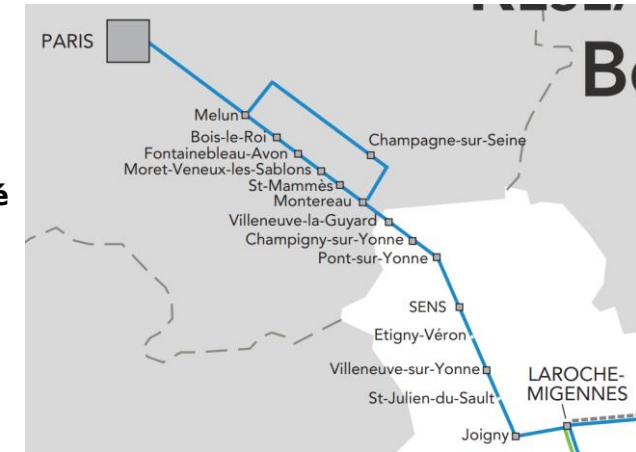 PARIS
Melun
Bois-le-Roi
Fontainebleau-Avon
Champagne-sur-Seine
Moret-Veneux-les-Sablons
St-Mammès
é
Montereau
Villeneuve-la-Guyard
Champigny-sur-Yonne
Pont-sur-Yonne
SENS
Etigny-Véron
Villeneuve-sur-Yonne
LAROCHE-
MIGENNES
St-Julien-du-Sault
Joigny